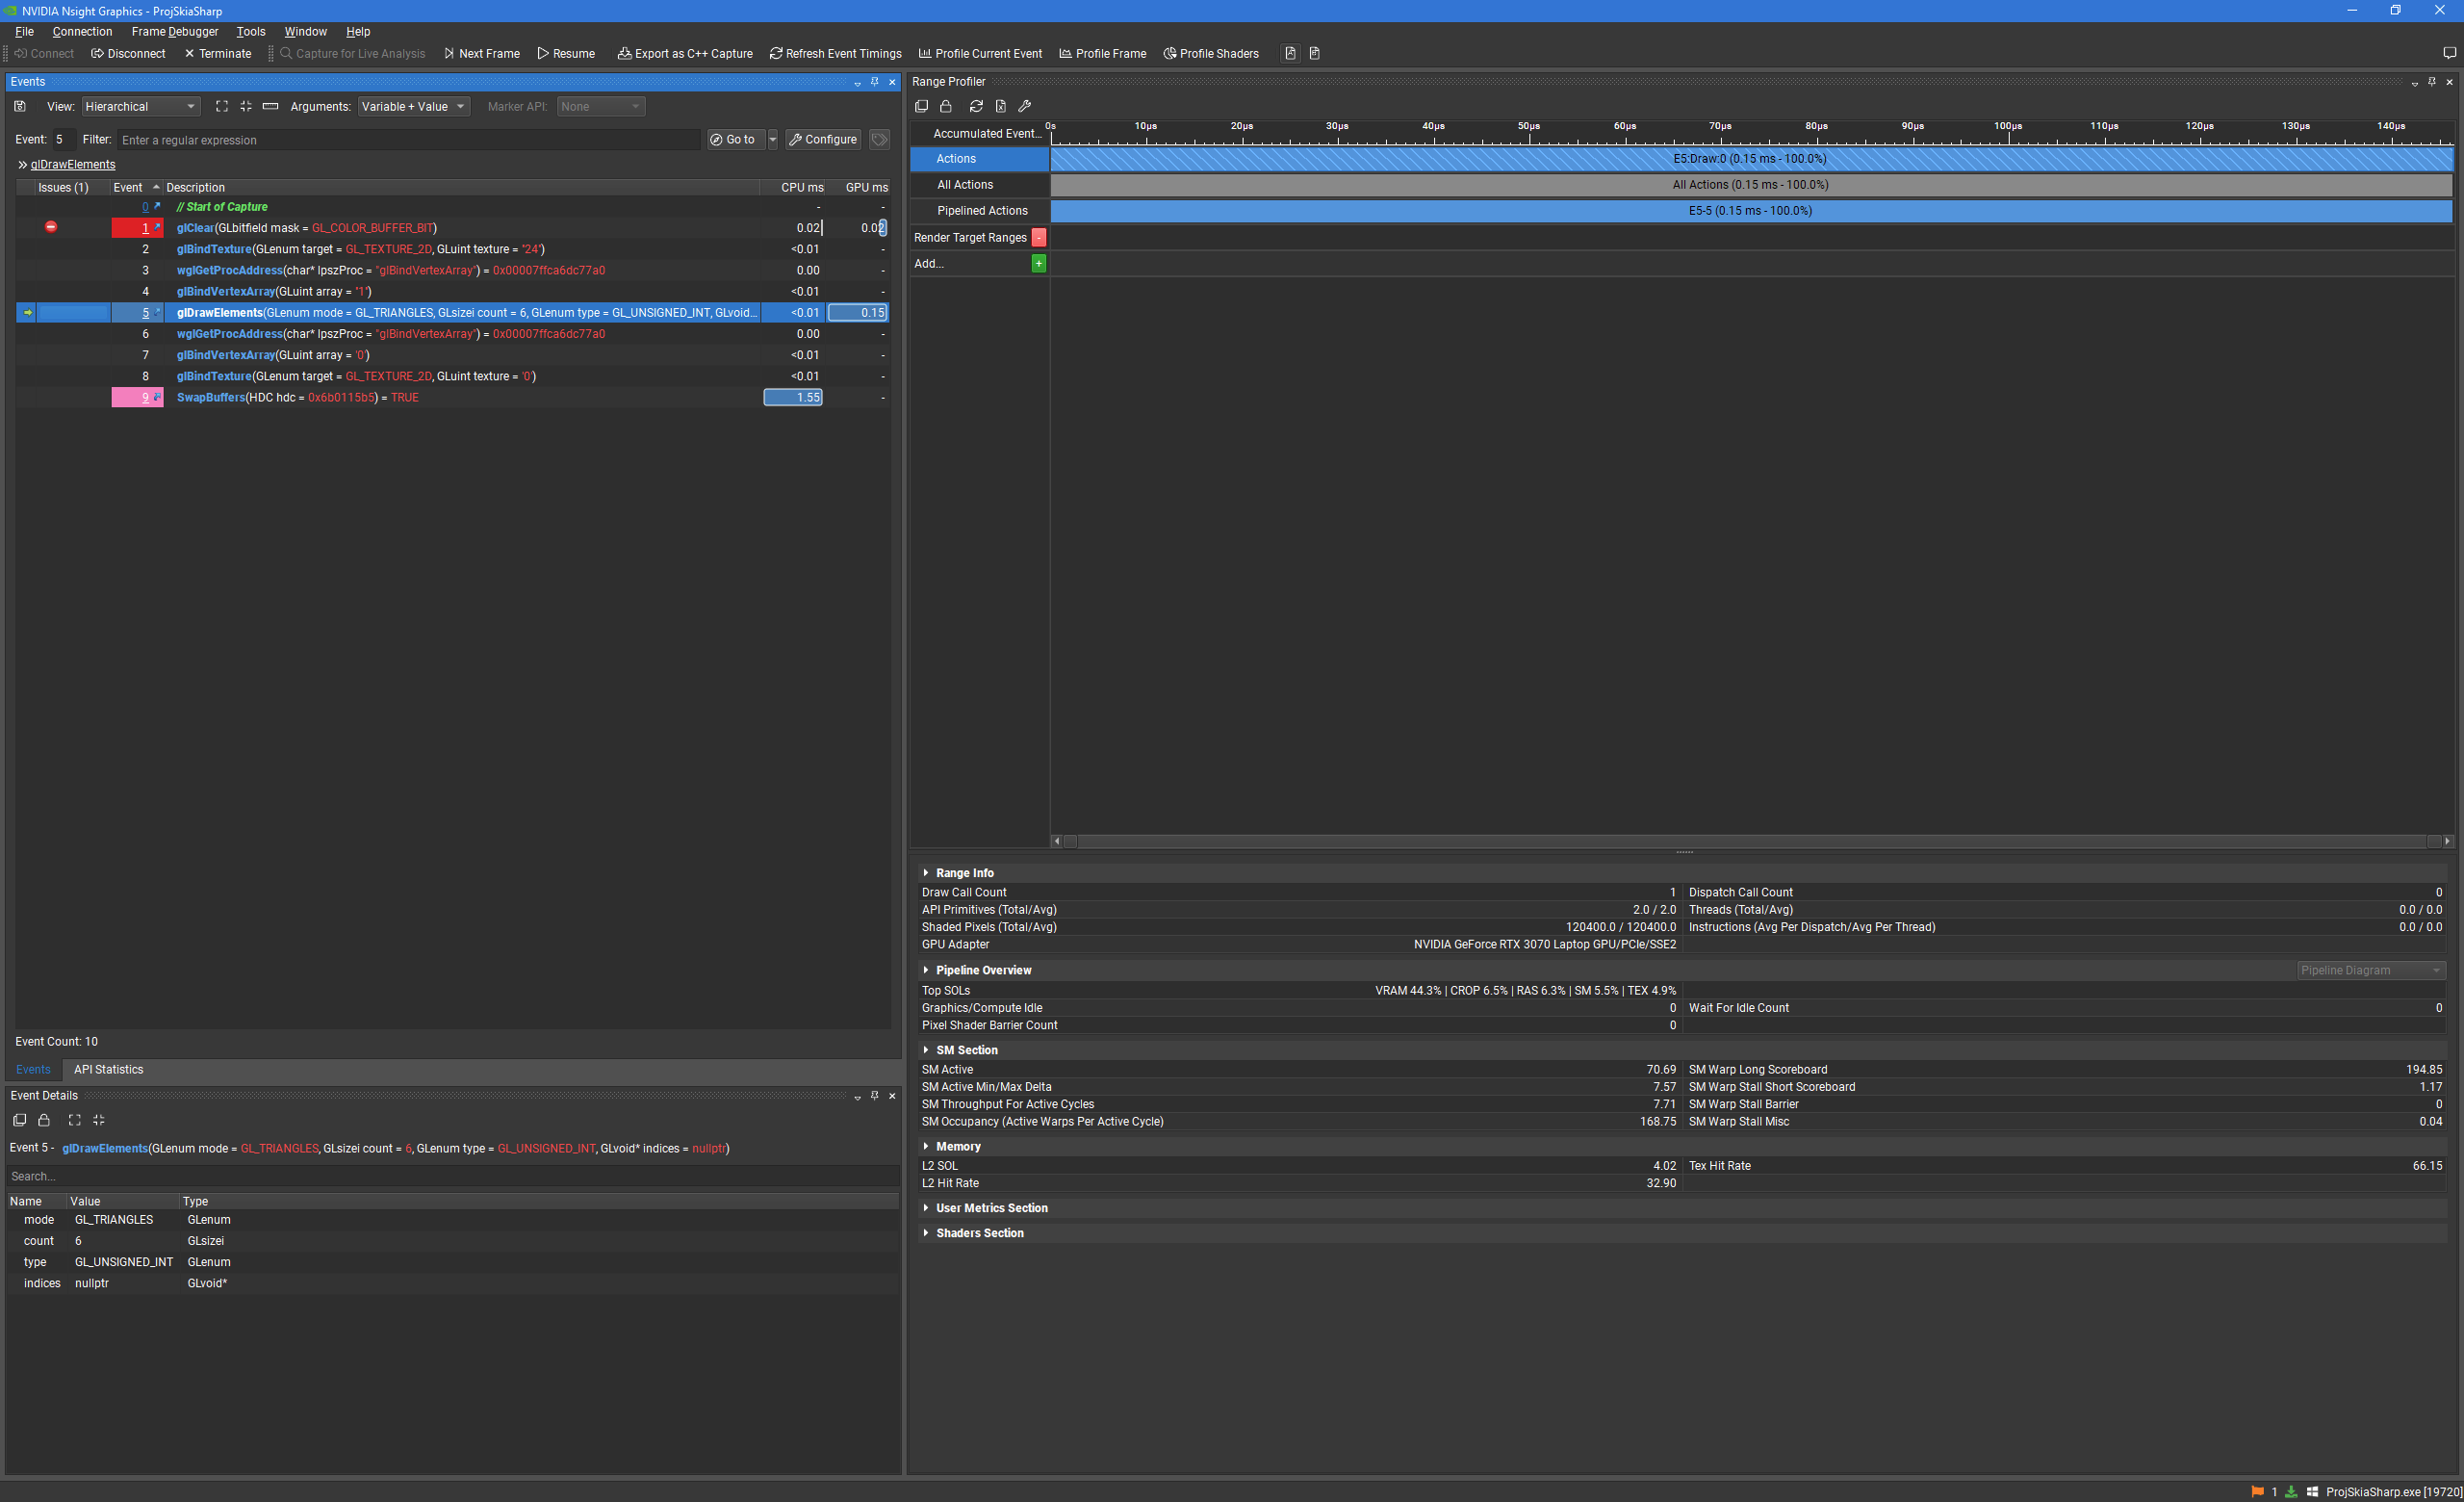 NVIDIA Nsight Graphics - ProjSkiaSharp
File Connection Frame Debugger Tools Window Help
Connect Disconnect Terminate Capture for Live Analysis Next Frame Resume Export as C++ Capture Refresh Event Timings Profile Current Event Profile Frame Profile Shaders
Events
View: Hierarchical Arguments: Variable + Value Marker API: None
Event: 5 Filter: Enter a regular expression Go to Configure
glDrawElements
Issues (1) Event Description CPU ms GPU ms
0 // Start of Capture - -
1 glClear(GLbitfield mask = GL_COLOR_BUFFER_BIT) 0.02 0.02
2 glBindTexture(GLenum target = GL_TEXTURE_2D, GLuint texture = '24') <0.01 -
3 wglGetProcAddress(char* lpszProc = "glBindVertexArray") = 0x00007ffca6dc77a0 0.00 -
4 glBindVertexArray(GLuint array = '1') <0.01 -
5 glDrawElements(GLenum mode = GL_TRIANGLES, GLsizei count = 6, GLenum type = GL_UNSIGNED_INT, GLvoid... <0.01 0.15
6 wglGetProcAddress(char* lpszProc = "glBindVertexArray") = 0x00007ffca6dc77a0 0.00 -
7 glBindVertexArray(GLuint array = '0') <0.01 -
8 glBindTexture(GLenum target = GL_TEXTURE_2D, GLuint texture = '0') <0.01 -
9 SwapBuffers(HDC hdc = 0x6b0115b5) = TRUE 1.55 -
Event Count: 10
Events API Statistics
Event Details
Event 5 - glDrawElements(GLenum mode = GL_TRIANGLES, GLsizei count = 6, GLenum type = GL_UNSIGNED_INT, GLvoid* indices = nullptr)
Search...
Name Value Type
mode GL_TRIANGLES GLenum
count 6 GLsizei
type GL_UNSIGNED_INT GLenum
indices nullptr GLvoid*
Range Profiler
Accumulated Event... 0s 10µs 20µs 30µs 40µs 50µs 60µs 70µs 80µs 90µs 100µs 110µs 120µs 130µs 140µs
Actions E5:Draw:0 (0.15 ms - 100.0%)
All Actions All Actions (0.15 ms - 100.0%)
Pipelined Actions E5-5 (0.15 ms - 100.0%)
Render Target Ranges -
Add... +
Range Info
Draw Call Count 1 Dispatch Call Count 0
API Primitives (Total/Avg) 2.0 / 2.0 Threads (Total/Avg) 0.0 / 0.0
Shaded Pixels (Total/Avg) 120400.0 / 120400.0 Instructions (Avg Per Dispatch/Avg Per Thread) 0.0 / 0.0
GPU Adapter NVIDIA GeForce RTX 3070 Laptop GPU/PCIe/SSE2
Pipeline Overview Pipeline Diagram
Top SOLs VRAM 44.3% | CROP 6.5% | RAS 6.3% | SM 5.5% | TEX 4.9%
Graphics/Compute Idle 0 Wait For Idle Count 0
Pixel Shader Barrier Count 0
SM Section
SM Active 70.69 SM Warp Long Scoreboard 194.85
SM Active Min/Max Delta 7.57 SM Warp Stall Short Scoreboard 1.17
SM Throughput For Active Cycles 7.71 SM Warp Stall Barrier 0
SM Occupancy (Active Warps Per Active Cycle) 168.75 SM Warp Stall Misc 0.04
Memory
L2 SOL 4.02 Tex Hit Rate 66.15
L2 Hit Rate 32.90
User Metrics Section
Shaders Section
1 ProjSkiaSharp.exe [19720]